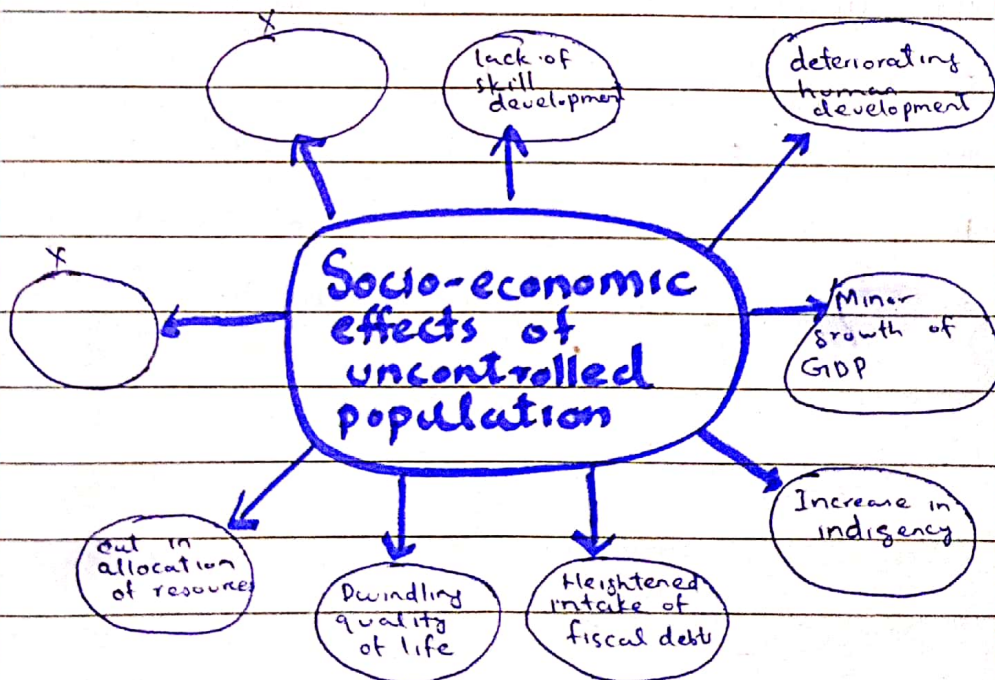 X
lack of
skill
development
deteriorating
human
development
X
Socio-economic
effects of
uncontrolled
population
Minor
growth of
GDP
Increase in
indigency
cut in
allocation
of resources
Dwindling
quality
of life
Heightened
intake of
fiscal debt